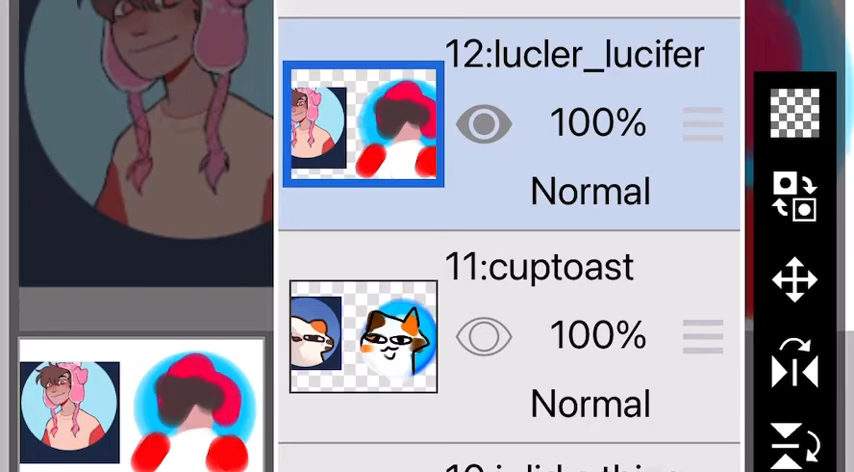 12:lucler_lucifer
100%
Normal
11:cuptoast
100%
Normal